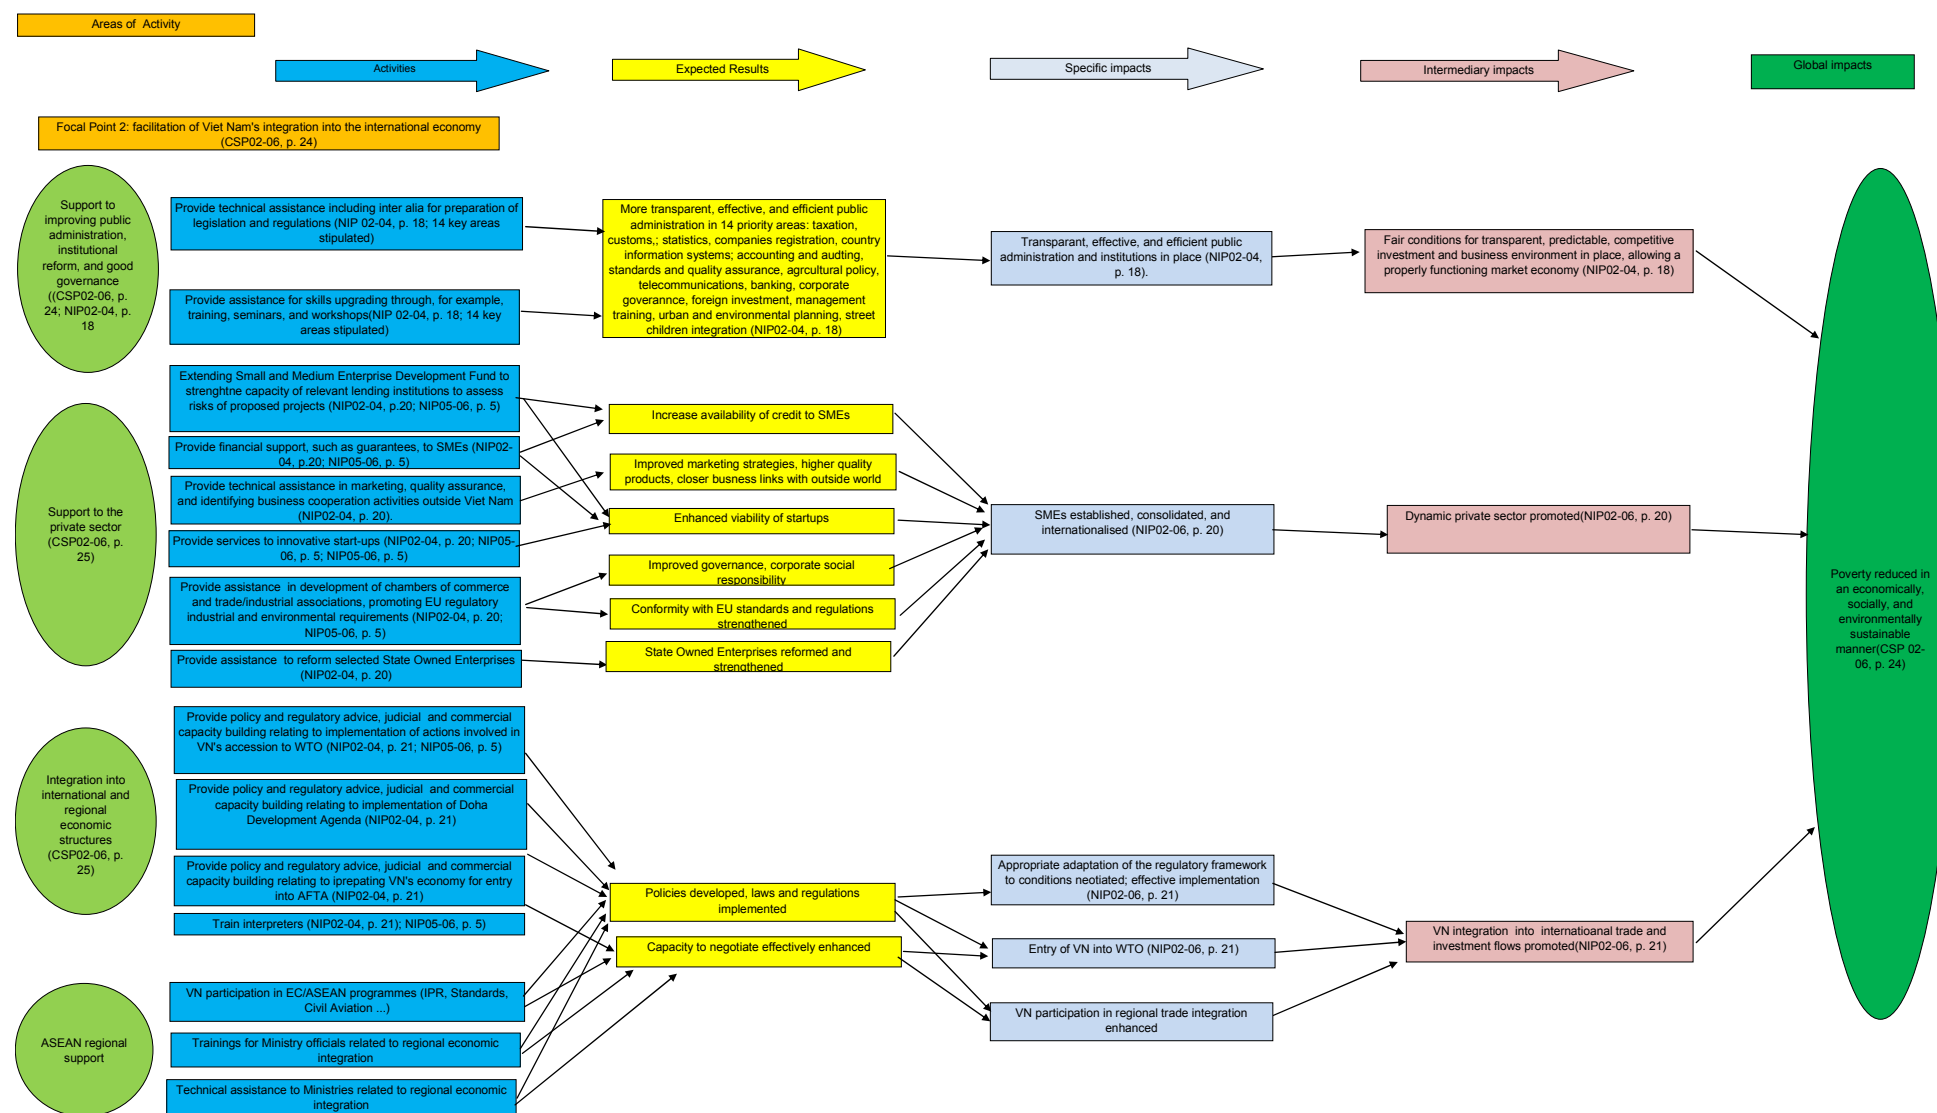 Areas of  Activity
Activities
Expected Results
Specific impacts
Intermediary impacts
Global impacts
Focal Point 2: facilitation of Viet Nam's integration into the international economy
(CSP02-06, p. 24)
Support to
improving public
administration,
institutional
reform, and good
governance
((CSP02-06, p.
24; NIP02-04, p.
18
Provide technical assistance including inter alia for preparation of
legislation and regulations (NIP 02-04, p. 18; 14 key areas
stipulated)
Provide assistance for skills upgrading through, for example,
training, seminars, and workshops(NIP 02-04, p. 18; 14 key
areas stipulated)
More transparent, effective, and efficient public
administration in 14 priority areas: taxation,
customs,; statistics, companies registration, country
information systems; accounting and auditing,
standards and quality assurance, agrcultural policy,
telecommunications, banking, corporate
goverannce, foreign investment, management
training, urban and environmental planning, street
children integration (NIP02-04, p. 18)
Transparant, effective, and efficient public
administration and institutions in place (NIP02-04,
p. 18).
Fair conditions for transparent, predictable, competitive
investment and business environment in place, allowing a
properly functioning market economy (NIP02-04, p. 18)
Support to the
private sector
(CSP02-06, p.
25)
Extending Small and Medium Enterprise Development Fund to
strenghtne capacity of relevant lending institutions to assess
risks of proposed projects (NIP02-04, p.20; NIP05-06, p. 5)
Provide financial support, such as guarantees, to SMEs (NIP02-
04, p.20; NIP05-06, p. 5)
Provide technical assistance in marketing, quality assurance,
and identifying business cooperation activities outside Viet Nam
(NIP02-04, p. 20).
Provide services to innovative start-ups (NIP02-04, p. 20; NIP05-
06, p. 5; NIP05-06, p. 5)
Provide assistance  in development of chambers of commerce
and trade/industrial associations, promoting EU regulatory
industrial and environmental requirements (NIP02-04, p. 20;
NIP05-06, p. 5)
Provide assistance  to reform selected State Owned Enterprises
(NIP02-04, p. 20)
Increase availability of credit to SMEs
Improved marketing strategies, higher quality
products, closer business links with outside world
Enhanced viability of startups
Improved governance, corporate social
responsibility
Conformity with EU standards and regulations
strengthened
State Owned Enterprises reformed and
strengthened
SMEs established, consolidated, and
internationalised (NIP02-06, p. 20)
Dynamic private sector promoted(NIP02-06, p. 20)
Poverty reduced in
an economically,
socially, and
environmentally
sustainable
manner(CSP 02-
06, p. 24)
Integration into
international and
regional
economic
structures
(CSP02-06, p.
25)
Provide policy and regulatory advice, judicial  and commercial
capacity building relating to implementation of actions involved in
VN's accession to WTO (NIP02-04, p. 21; NIP05-06, p. 5)
Provide policy and regulatory advice, judicial  and commercial
capacity building relating to implementation of Doha
Development Agenda (NIP02-04, p. 21)
Provide policy and regulatory advice, judicial  and commercial
capacity building relating to iprepating VN's economy for entry
into AFTA (NIP02-04, p. 21)
Train interpreters (NIP02-04, p. 21); NIP05-06, p. 5)
Policies developed, laws and regulations
implemented
Capacity to negotiate effectively enhanced
Appropriate adaptation of the regulatory framework
to conditions neotiated; effective implementation
(NIP02-06, p. 21)
Entry of VN into WTO (NIP02-06, p. 21)
VN participation in regional trade integration
enhanced
VN integration  into  internatioanal trade and
investment flows promoted(NIP02-06, p. 21)
ASEAN regional
support
VN participation in EC/ASEAN programmes (IPR, Standards,
Civil Aviation ...)
Trainings for Ministry officials related to regional economic
integration
Technical assistance to Ministries related to regional economic
integration